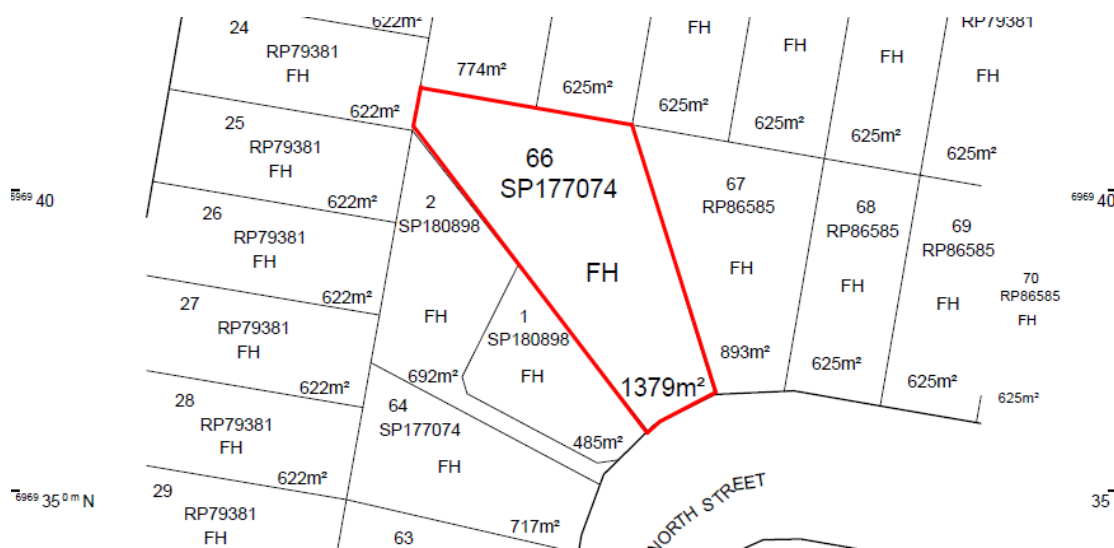 24
RP79381
FH
622m²
774m²
625m²
FH
625m²
FH
625m²
FH
625m²
RP79381
FH
625m²
622m²
25
RP79381
FH
622m²
26
RP79381
FH
622m²
27
RP79381
FH
622m²
28
RP79381
FH
622m²
29
RP79381
FH
2
SP180898
FH
692m²
1
SP180898
FH
485m²
64
SP177074
FH
717m²
63
66
SP177074
FH
1379m²
67
RP86585
FH
893m²
68
RP86585
FH
625m²
69
RP86585
FH
625m²
70
RP86585
FH
625m²
NORTH STREET
6969 40
6969 40
6969 35 0 m N
35